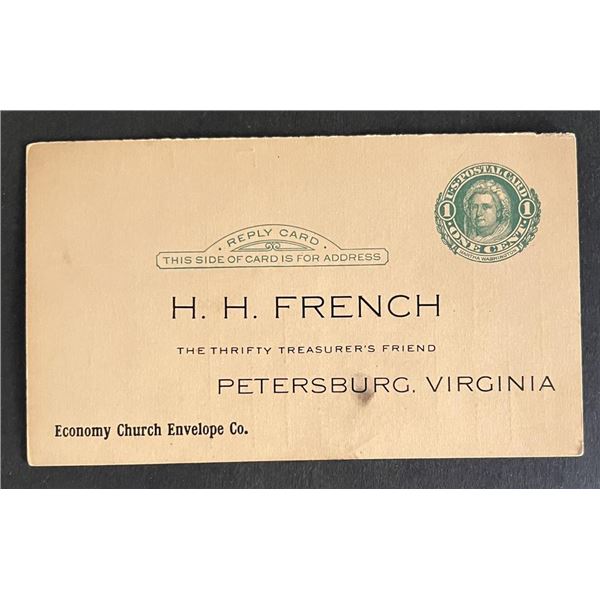 U.S. POSTAL CARD
1 1
ONE CENT
MARTHA WASHINGTON
REPLY CARD
THIS SIDE OF CARD IS FOR ADDRESS
H. H. FRENCH
THE THRIFTY TREASURER'S FRIEND
PETERSBURG, VIRGINIA
Economy Church Envelope Co.